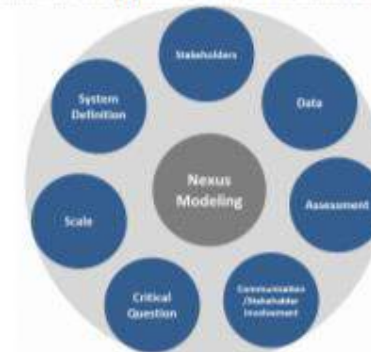 Stakeholders
System
Definition
Data
Nexus
Modeling
Assessment
Scale
Communication
/Stakeholder
Involvement
Critical
Question